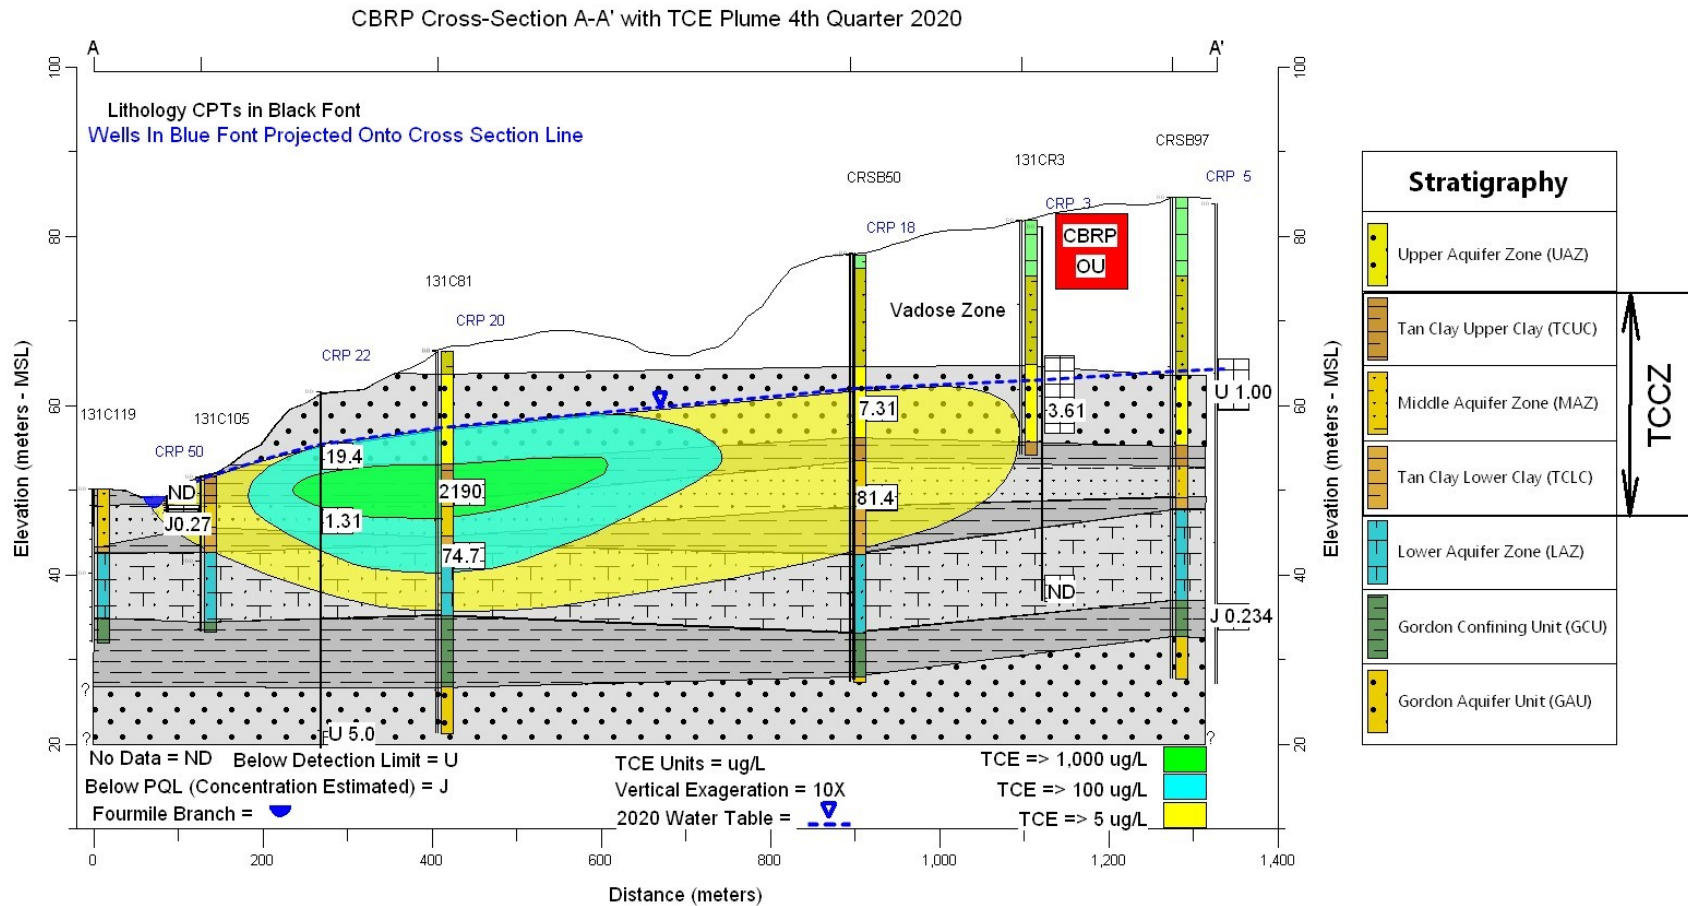 CBRP Cross-Section A-A' with TCE Plume 4th Quarter 2020
A
A'
100
100
Lithology CPTs in Black Font
Wells In Blue Font Projected Onto Cross Section Line
CRSB97
131CR3
CRSB50
CRP 5
CRP 3
CRP 18
CBRP
OU
80
80
131C81
CRP 20
Vadose Zone
CRP 22
U 1.00
60
60
131C119
131C105
7.31
3.61
CRP 50
19.4
ND
2190
81.4
J0.27
1.31
74.7
40
40
ND
J 0.234
?
?
U 5.0
20
20
Elevation (meters - MSL)
Elevation (meters - MSL)
No Data = ND
Below Detection Limit = U
Below PQL (Concentration Estimated) = J
Fourmile Branch =
TCE Units = ug/L
Vertical Exageration = 10X
2020 Water Table =
TCE => 1,000 ug/L
TCE => 100 ug/L
TCE => 5 ug/L
0
200
400
600
800
1,000
1,200
1,400
Distance (meters)
Stratigraphy
Upper Aquifer Zone (UAZ)
Tan Clay Upper Clay (TCUC)
Middle Aquifer Zone (MAZ)
Tan Clay Lower Clay (TCLC)
Lower Aquifer Zone (LAZ)
Gordon Confining Unit (GCU)
Gordon Aquifer Unit (GAU)
TCCZ